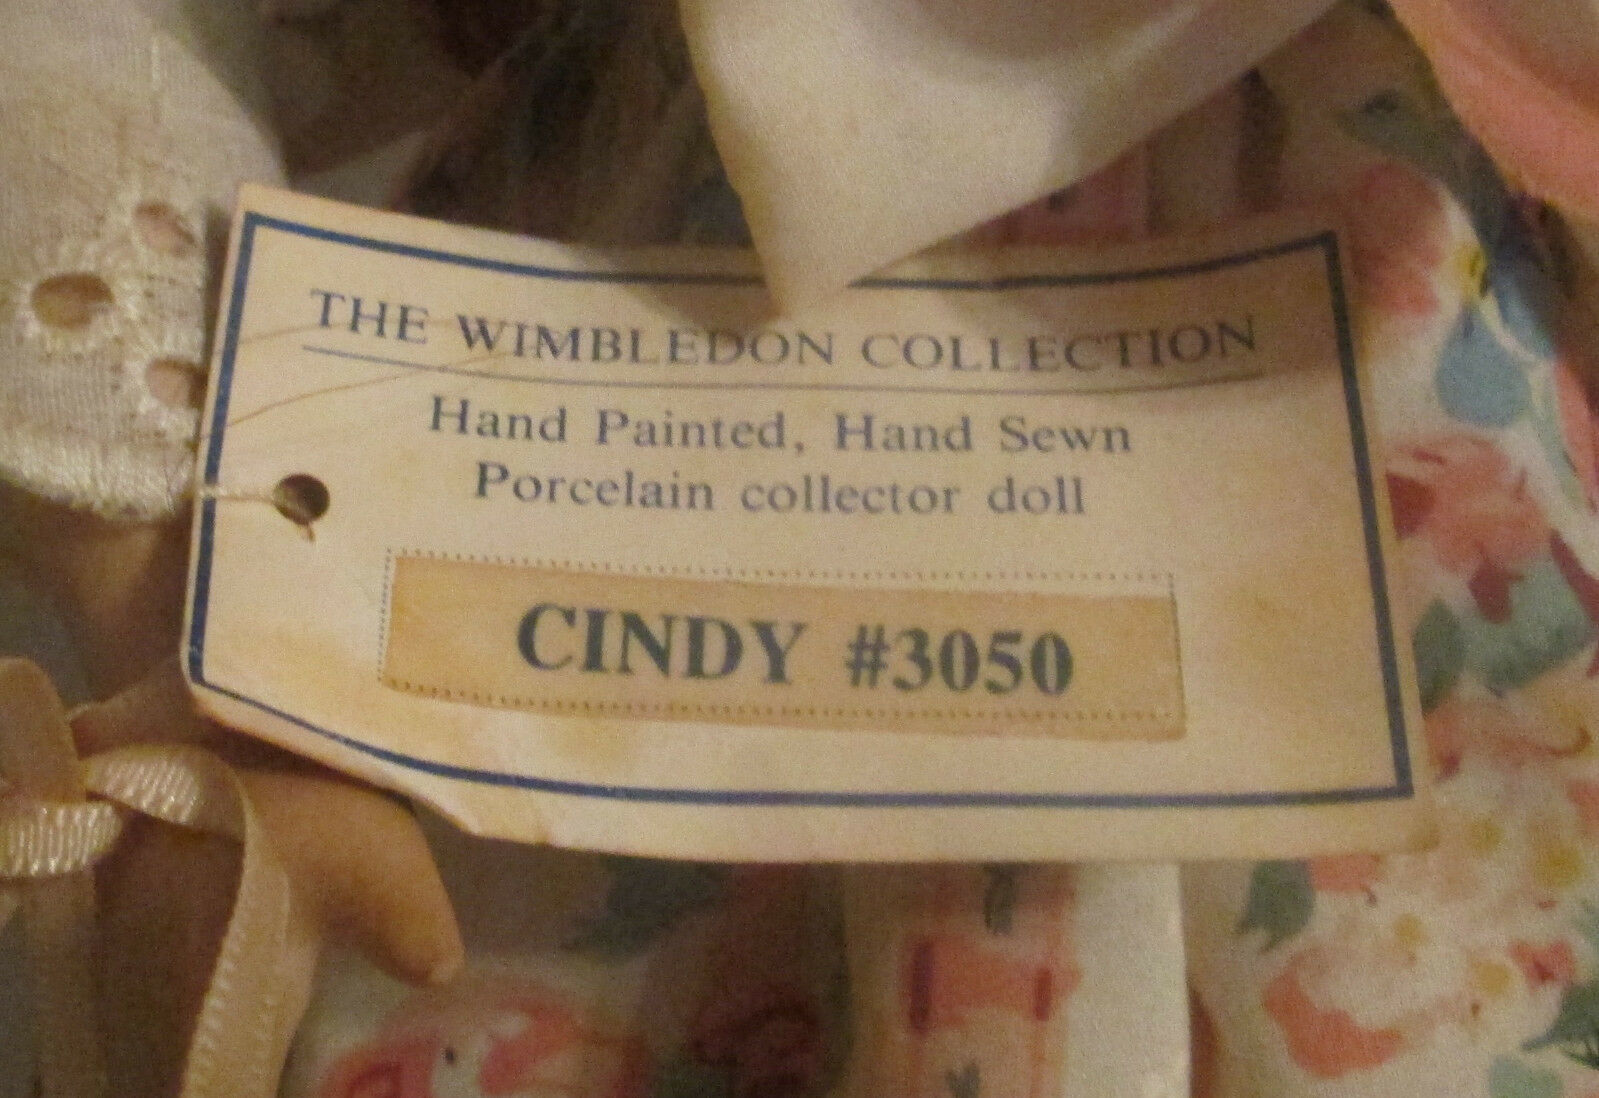 THE WIMBLEDON COLLECTION
Hand Painted, Hand Sewn
Porcelain collector doll
CINDY #3050